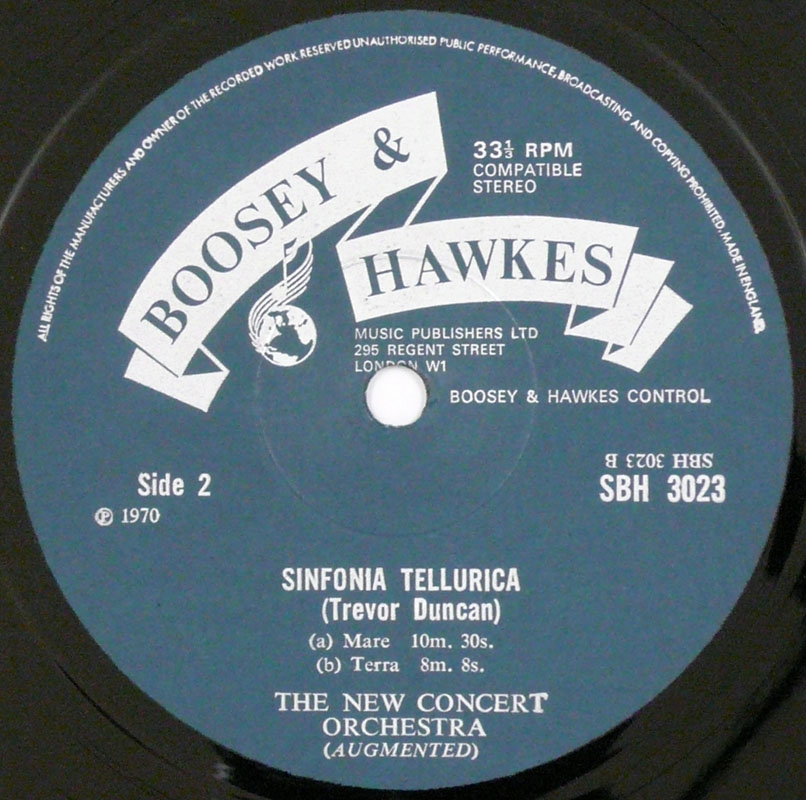 ALL RIGHTS OF THE MANUFACTURERS AND OWNER OF THE RECORDED WORK RESERVED UNAUTHORISED PUBLIC PERFORMANCE, BROADCASTING AND COPYING PROHIBITED. MADE IN ENGLAND.
BOOSEY &
HAWKES
33⅓ RPM
COMPATIBLE
STEREO
MUSIC PUBLISHERS LTD
295 REGENT STREET
LONDON W1
BOOSEY & HAWKES CONTROL
SBH 3023 B
Side 2
SBH 3023
℗ 1970
SINFONIA TELLURICA
(Trevor Duncan)
(a) Mare 10m. 30s.
(b) Terra 8m. 8s.
THE NEW CONCERT
ORCHESTRA
(AUGMENTED)